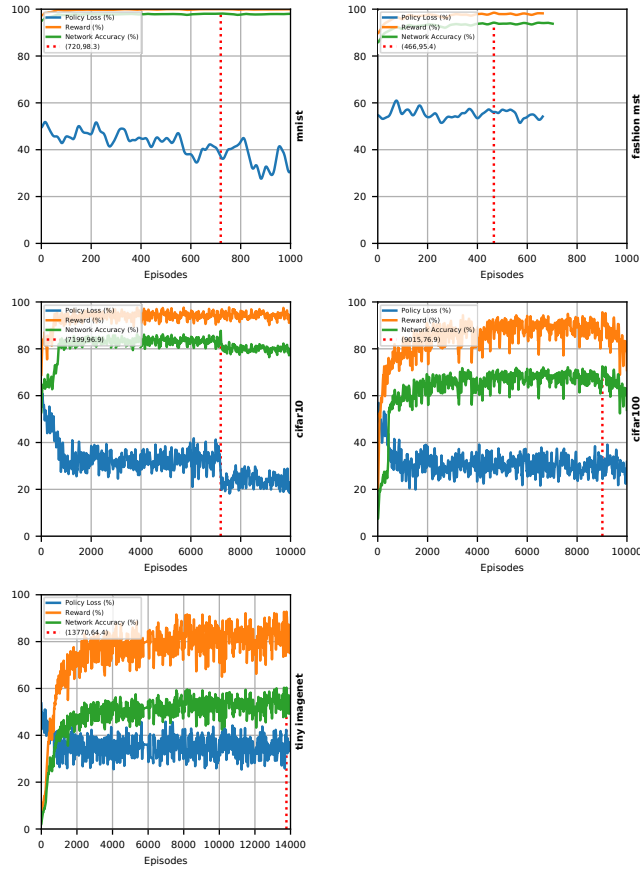 100
80
60
40
20
0
0 200 400 600 800 1000
Episodes
mnist
Policy Loss (%)
Reward (%)
Network Accuracy (%)
(720,98.3)
100
80
60
40
20
0
0 200 400 600 800 1000
Episodes
fashion mst
Policy Loss (%)
Reward (%)
Network Accuracy (%)
(466,95.4)
100
80
60
40
20
0
0 2000 4000 6000 8000 10000
Episodes
cifar10
Policy Loss (%)
Reward (%)
Network Accuracy (%)
(7199,96.9)
100
80
60
40
20
0
0 2000 4000 6000 8000 10000
Episodes
cifar100
Policy Loss (%)
Reward (%)
Network Accuracy (%)
(9015,76.9)
100
80
60
40
20
0
0 2000 4000 6000 8000 10000 12000 14000
Episodes
tiny imagenet
Policy Loss (%)
Reward (%)
Network Accuracy (%)
(13770,64.4)